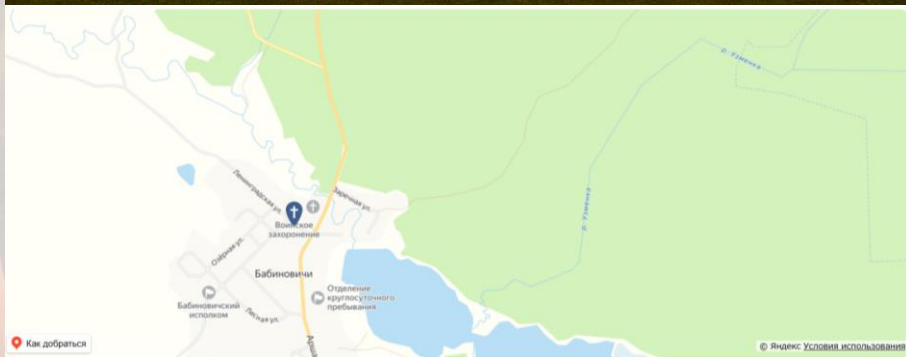 р. Узменка
р. Узменка
Ленинградская ул.
Заречная ул.
Воинское
захоронение
Озёрная ул.
Бабиновичи
Отделение
круглосуточного
пребывания
Бабиновичский
исполком
Лесная ул.
Арша
Как добраться
© Яндекс Условия использования